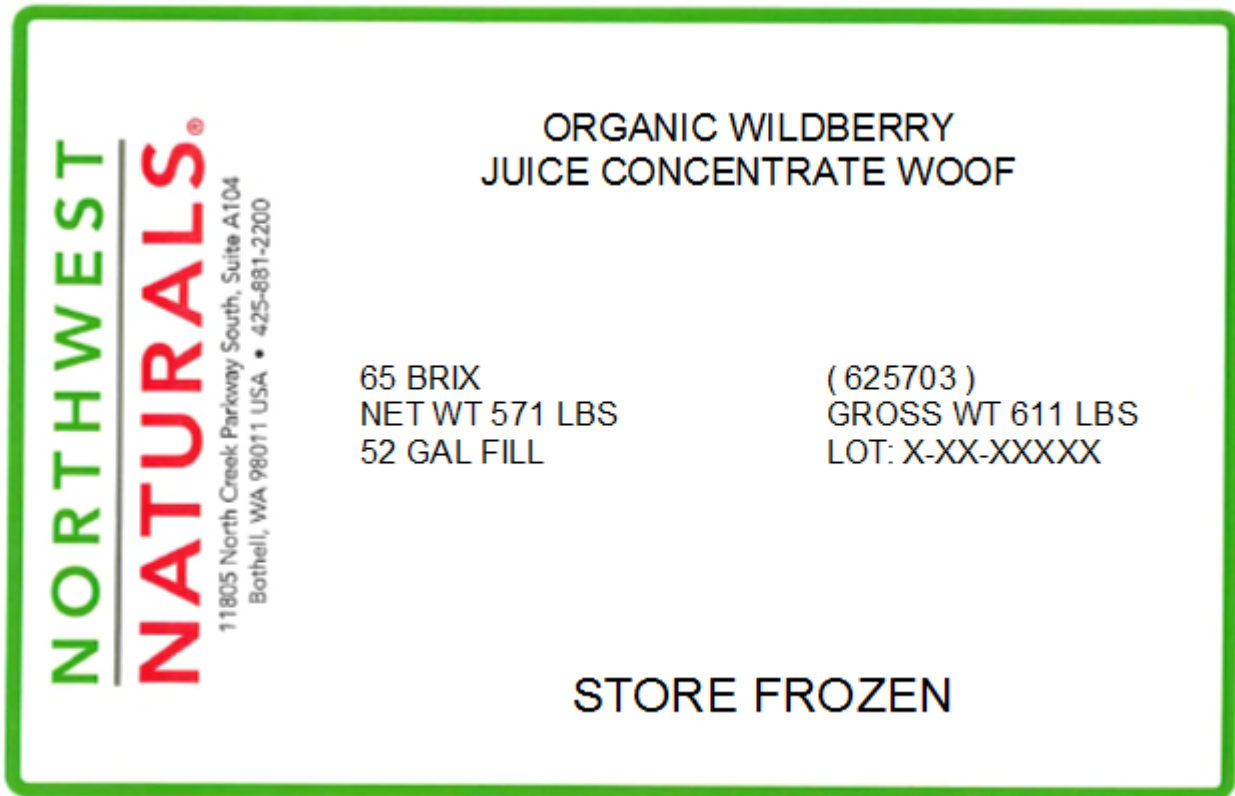 NORTHWEST
NATURALS®
11805 North Creek Parkway South, Suite A104
Bothell, WA 98011 USA • 425-881-2200
ORGANIC WILDBERRY
JUICE CONCENTRATE WOOF
65 BRIX
NET WT 571 LBS
52 GAL FILL
( 625703 )
GROSS WT 611 LBS
LOT: X-XX-XXXXX
STORE FROZEN